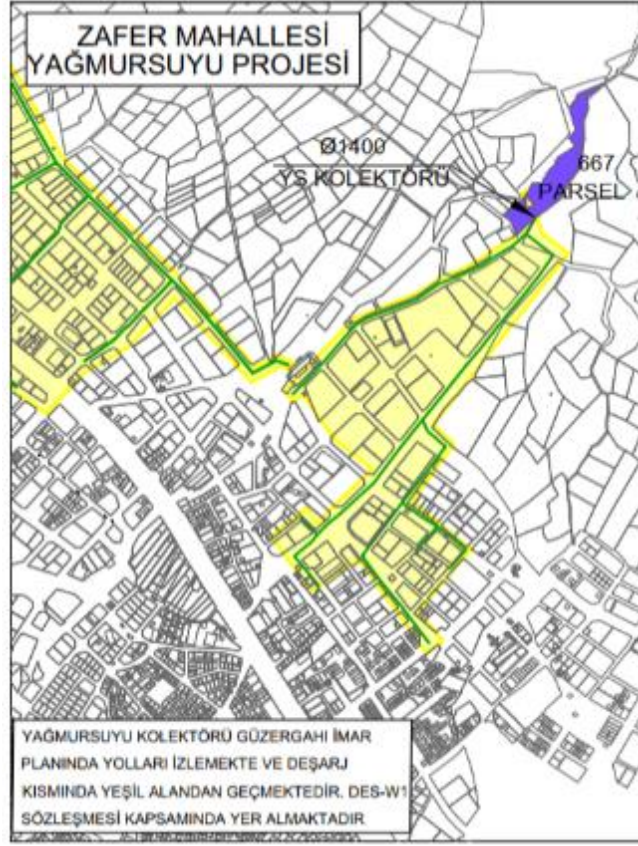 ZAFER MAHALLESİ
YAĞMURSUYU PROJESİ
Ø1400
YS KOLEKTÖRÜ
667
PARSEL
YAĞMURSUYU KOLEKTÖRÜ GÜZERGAHI İMAR
PLANINDA YOLLARI İZLEMEKTE VE DEŞARJ
KISMINDA YEŞİL ALANDAN GEÇMEKTEDİR. DES-W1
SÖZLEŞMESİ KAPSAMINDA YER ALMAKTADIR